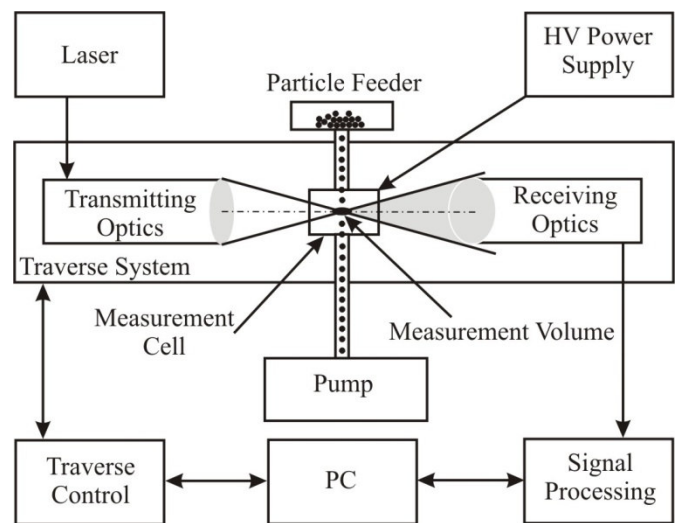 Laser
HV Power
Supply
Particle Feeder
Transmitting
Optics
Receiving
Optics
Traverse System
Measurement
Cell
Measurement Volume
Pump
Traverse
Control
PC
Signal
Processing